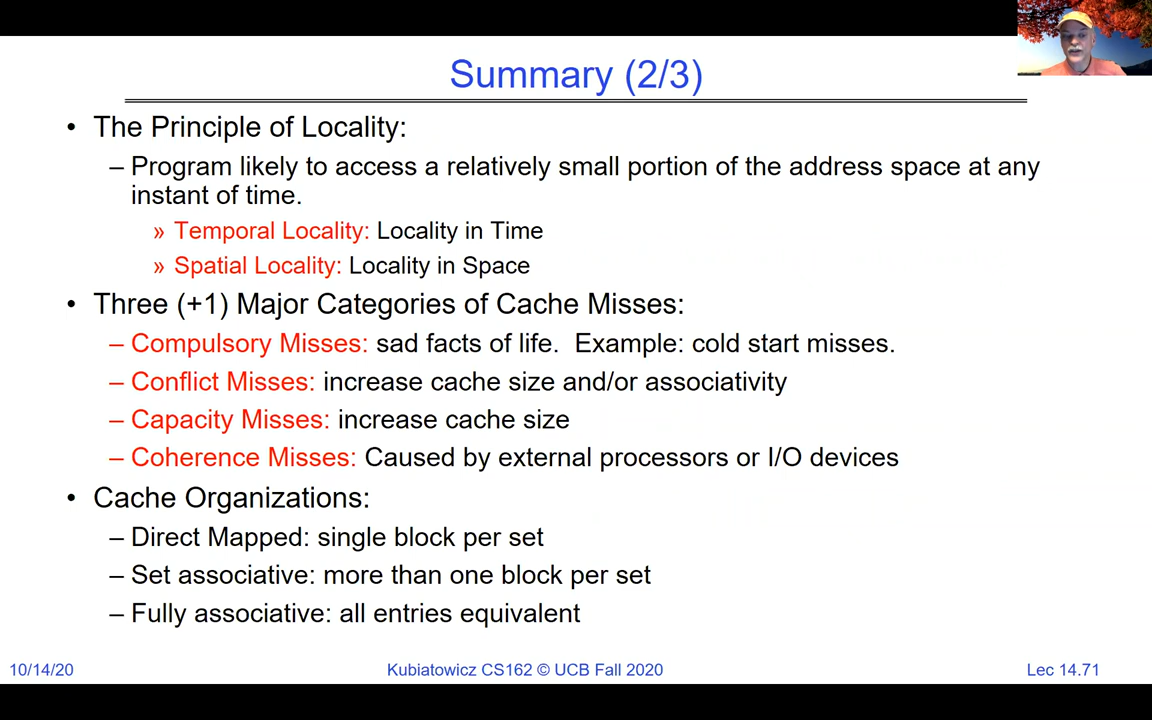 Summary (2/3)
• The Principle of Locality:
– Program likely to access a relatively small portion of the address space at any
instant of time.
» Temporal Locality: Locality in Time
» Spatial Locality: Locality in Space
• Three (+1) Major Categories of Cache Misses:
– Compulsory Misses: sad facts of life. Example: cold start misses.
– Conflict Misses: increase cache size and/or associativity
– Capacity Misses: increase cache size
– Coherence Misses: Caused by external processors or I/O devices
• Cache Organizations:
– Direct Mapped: single block per set
– Set associative: more than one block per set
– Fully associative: all entries equivalent
10/14/20 Kubiatowicz CS162 © UCB Fall 2020 Lec 14.71